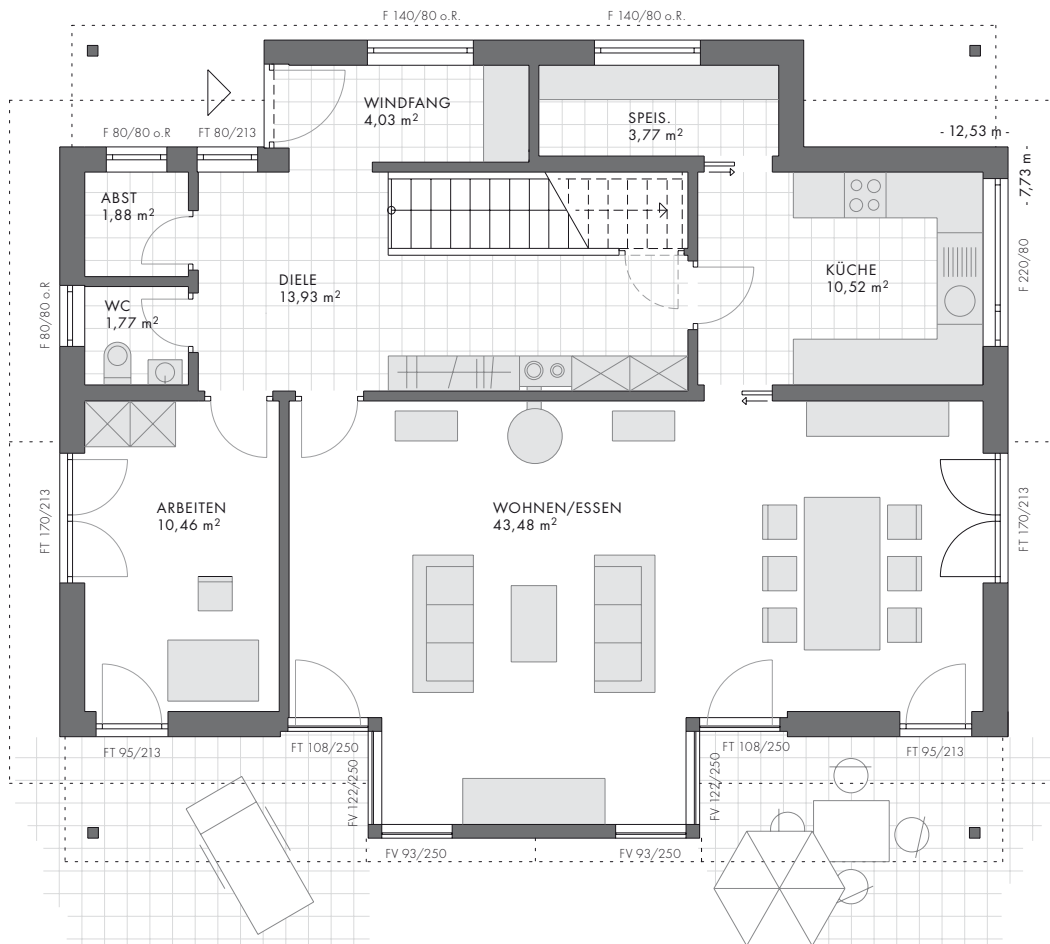 F 140/80 o.R.
F 140/80 o.R.
WINDFANG
4,03 m²
SPEIS.
3,77 m²
- 12,53 m -
- 7,73 m -
F 80/80 o.R
FT 80/213
ABST
1,88 m²
DIELE
13,93 m²
KÜCHE
10,52 m²
F 220/80
WC
1,77 m²
F 80/80 o.R
ARBEITEN
10,46 m²
WOHNEN/ESSEN
43,48 m²
FT 170/213
FT 170/213
FT 95/213
FT 108/250
FV 122/250
FV 122/250
FT 108/250
FT 95/213
FV 93/250
FV 93/250